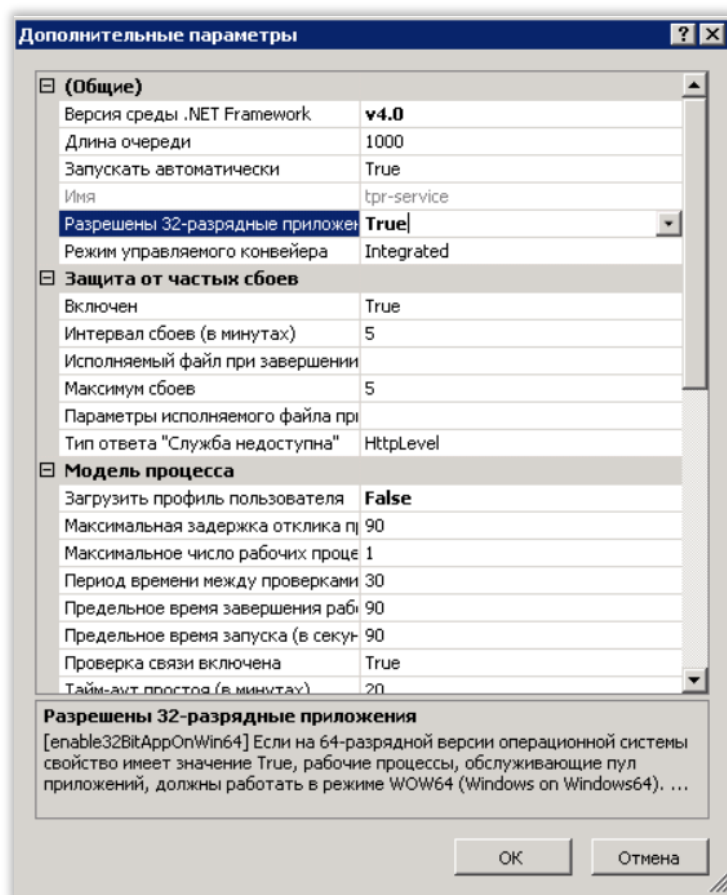 Дополнительные параметры
(Общие)
Версия среды .NET Framework v4.0
Длина очереди 1000
Запускать автоматически True
Имя tpr-service
Разрешены 32-разрядные приложен True
Режим управляемого конвейера Integrated
Защита от частых сбоев
Включен True
Интервал сбоев (в минутах) 5
Исполняемый файл при завершении
Максимум сбоев 5
Параметры исполняемого файла при
Тип ответа "Служба недоступна" HttpLevel
Модель процесса
Загрузить профиль пользователя False
Максимальная задержка отклика п 90
Максимальное число рабочих проце 1
Период времени между проверками 30
Предельное время завершения раб 90
Предельное время запуска (в секун 90
Проверка связи включена True
Тайм-аут простоя (в минутах) 20
Разрешены 32-разрядные приложения
[enable32BitAppOnWin64] Если на 64-разрядной версии операционной системы
свойство имеет значение True, рабочие процессы, обслуживающие пул
приложений, должны работать в режиме WOW64 (Windows on Windows64). ...
ОК Отмена